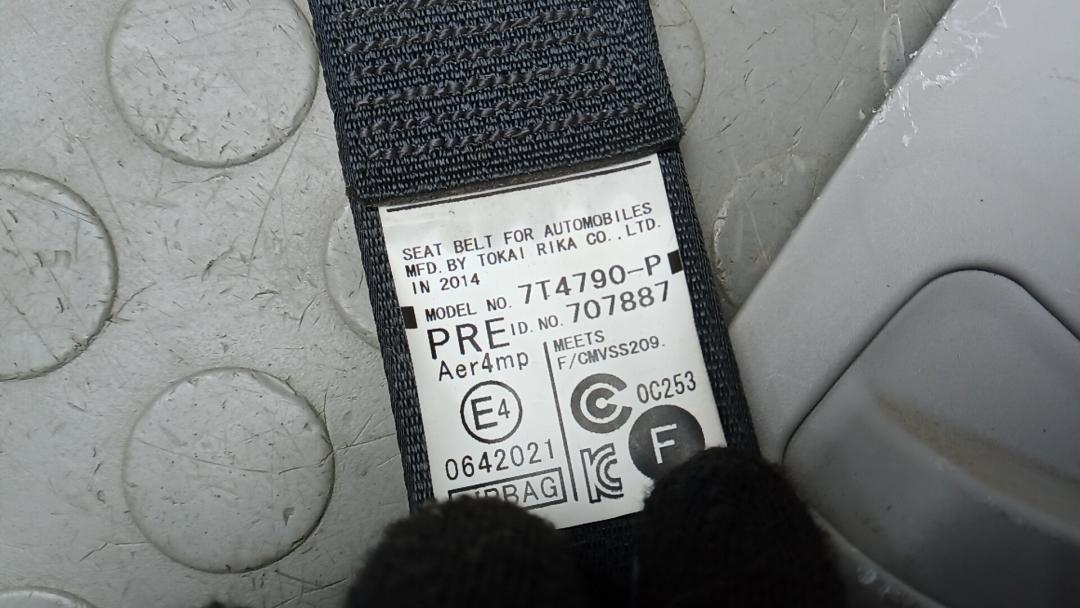 SEAT BELT FOR AUTOMOBILES
MFD. BY TOKAI RIKA CO., LTD.
IN 2014
MODEL NO. 7T4790-P
PRE ID. NO. 707887
Aer4mp
MEETS
F/CMVSS209.
E4
0C253
0642021
F